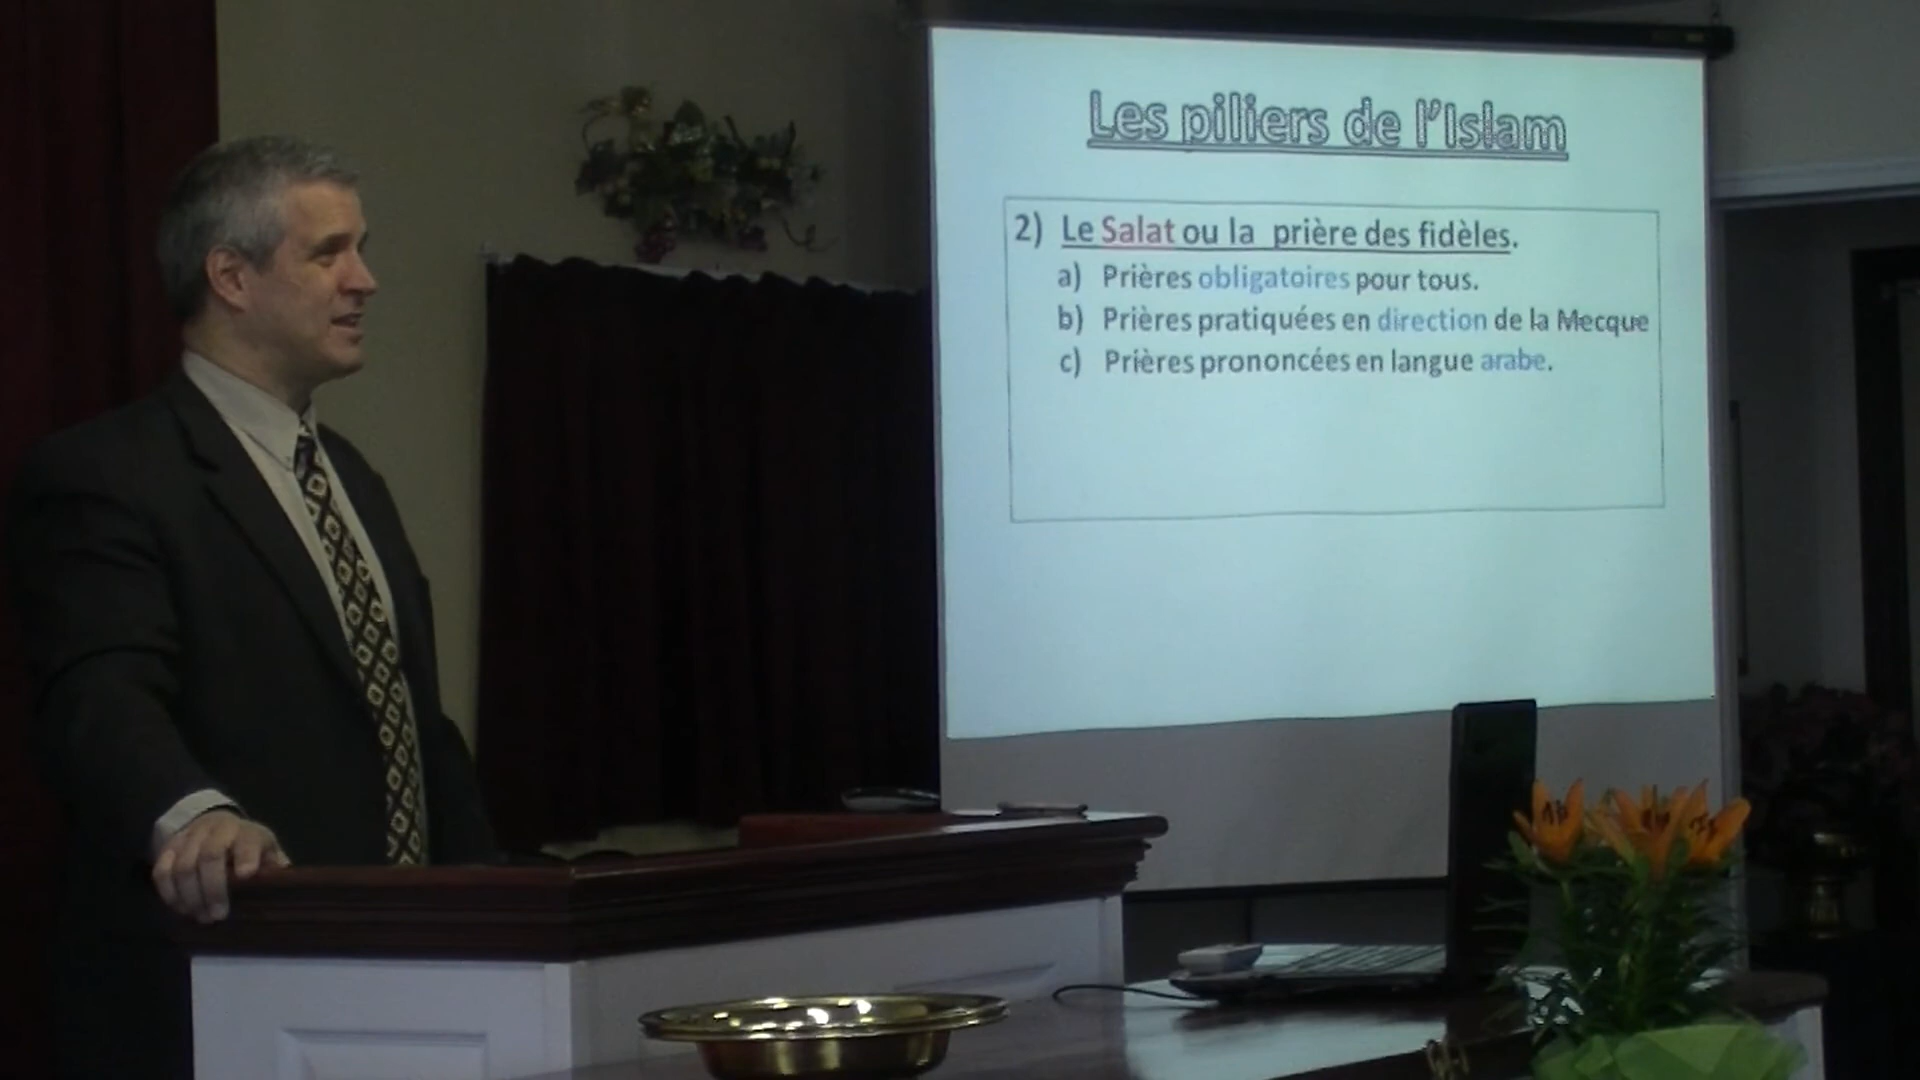 Les piliers de l'Islam
2) Le Salat ou la prière des fidèles.
a) Prières obligatoires pour tous.
b) Prières pratiquées en direction de la Mecque
c) Prières prononcées en langue arabe.